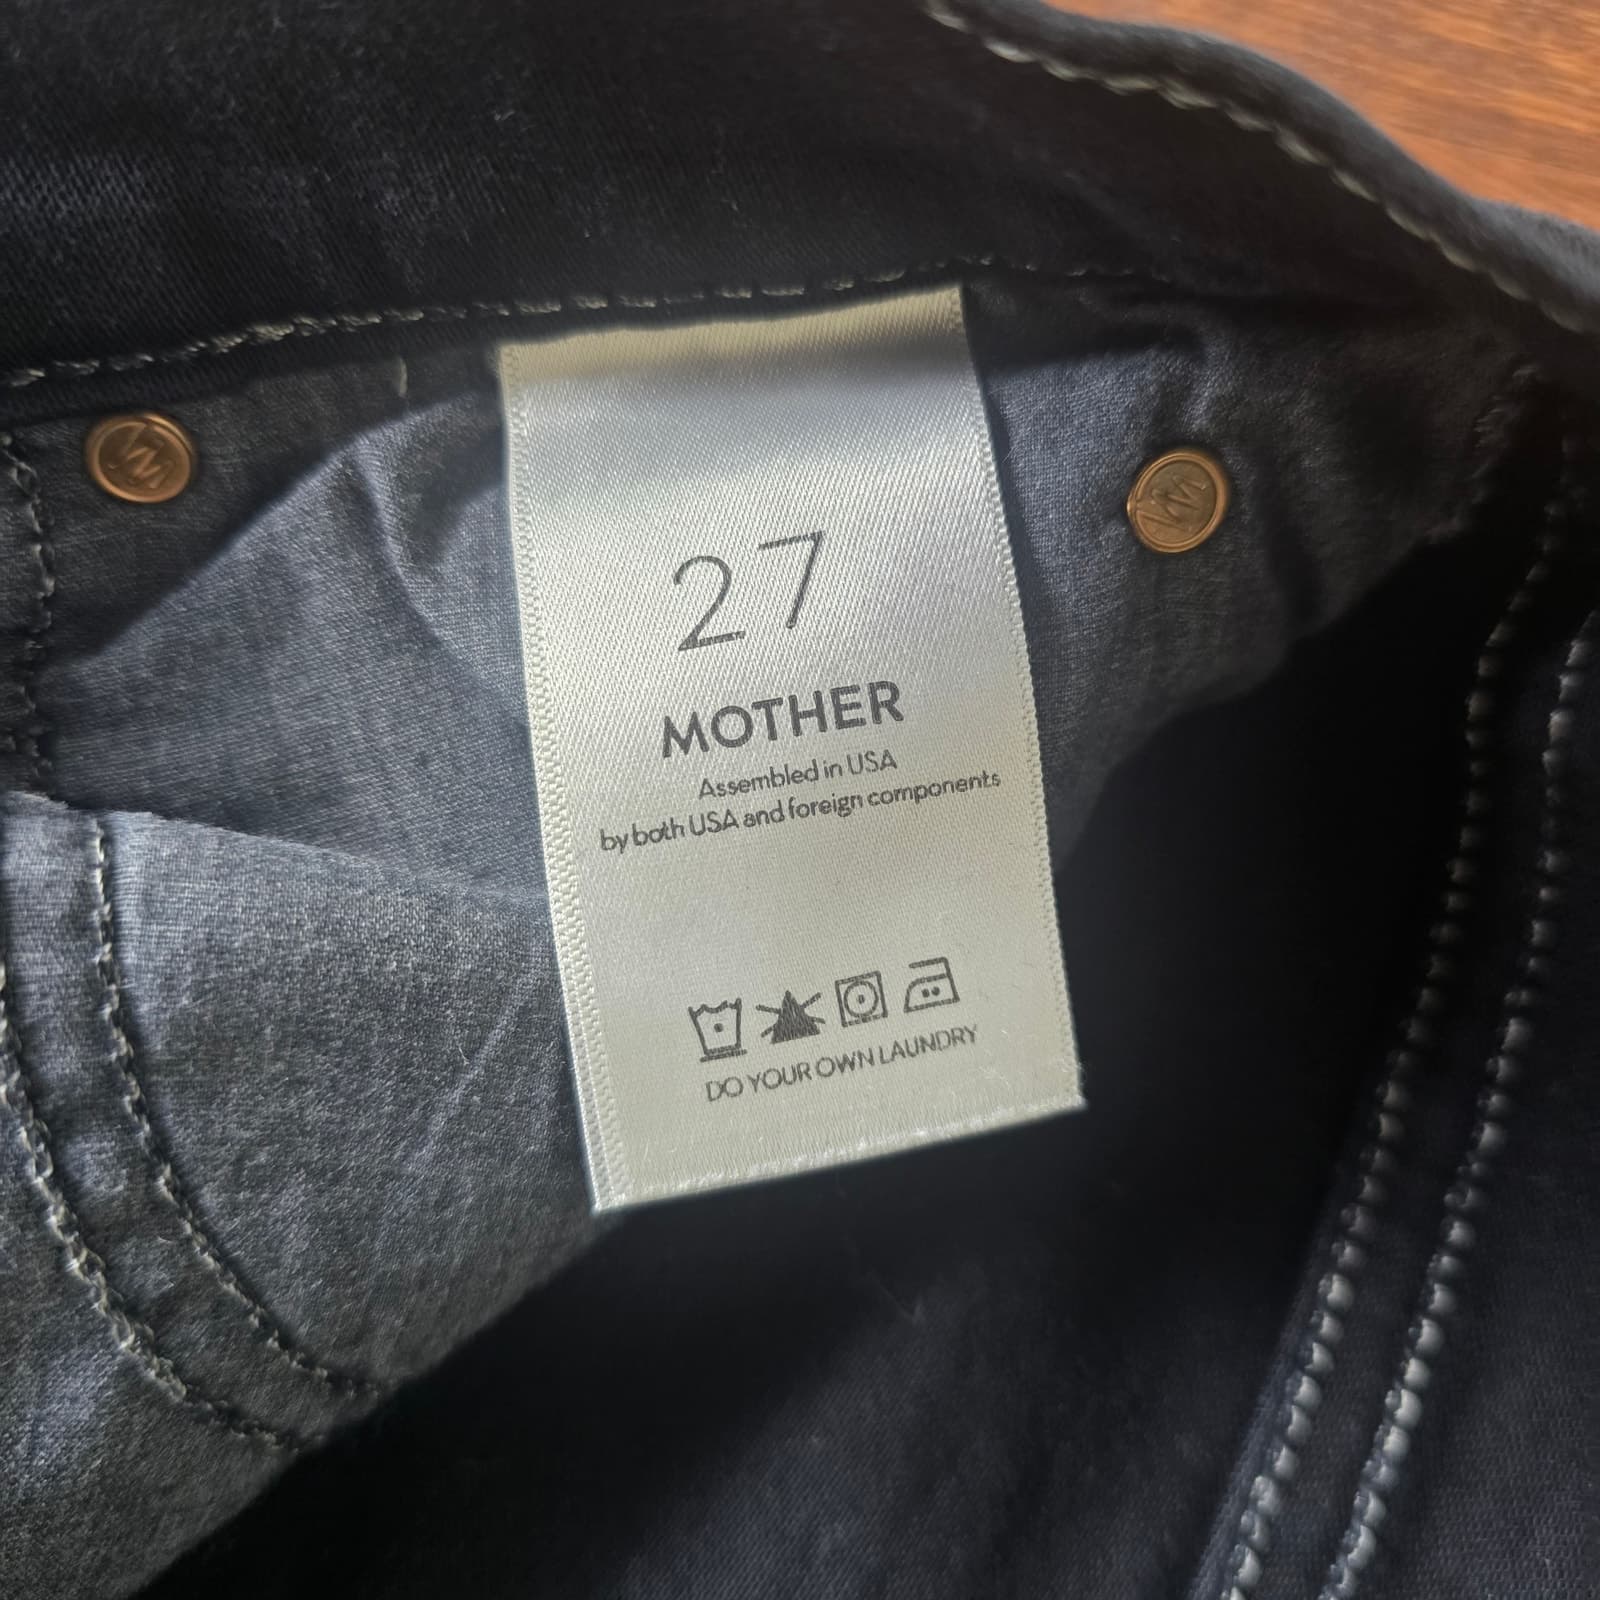 27
MOTHER
Assembled in USA
by both USA and foreign components
DO YOUR OWN LAUNDRY